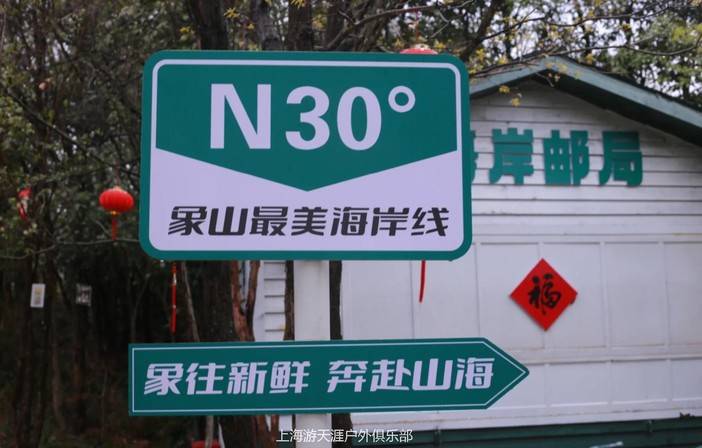 N30°
象山最美海岸线
岸邮局
福
象往新鲜 奔赴山海
上海游天涯户外俱乐部